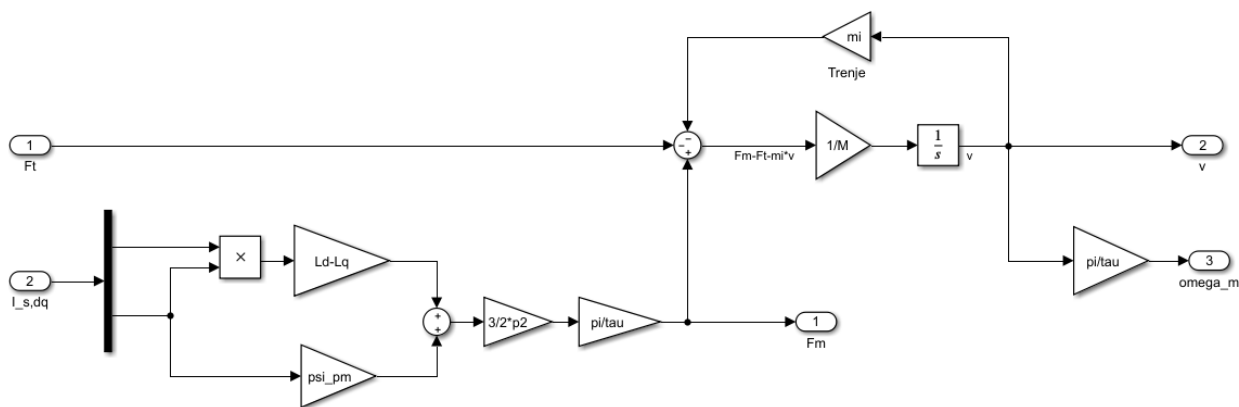 mi
Trenje
1
Ft
− −
+
Fm-Ft-mi*v
1/M
1
s
v
2
v
2
I_s,dq
×
Ld-Lq
psi_pm
+
+
3/2*p2
pi/tau
1
Fm
pi/tau
3
omega_m